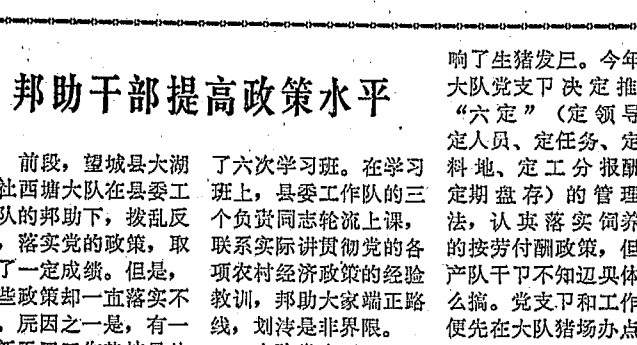 邦助干部提高政策水平
前段，望城县大湖
社西塘大队在县委工
队的邦助下，拨乱反
，落实党的政策，取
了一定成绩。但是，
些政策却一直落实不
。原因之一是，有一
了六次学习班。在学习
班上，县委工作队的三
个负责同志轮流上课，
联系实际讲贯彻党的各
项农村经济政策的经验
教训，邦助大家端正路
线，划清是非界限。
响了生猪发展。今年
大队党支卩决定推
“六定”（定领导
定人员、定任务、定
料地、定工分报酬
定期盘存）的管理
法，认真落实饲养
的按劳付酬政策，但
产队干卩不知道具体
么搞。党支卩和工作
便先在大队猪场办点